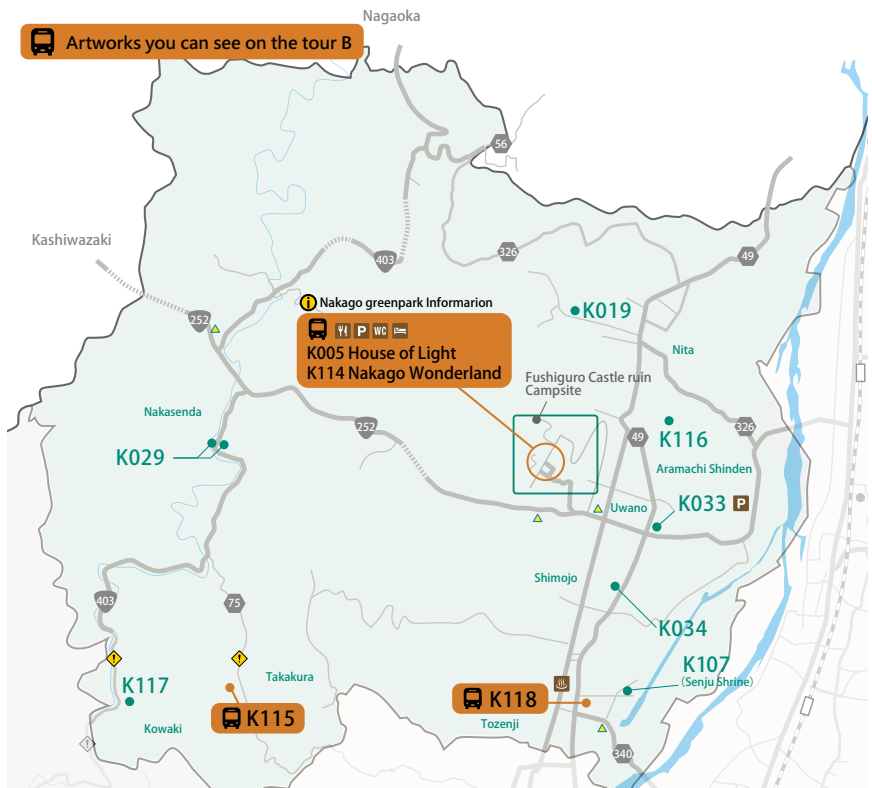 Nagaoka
Artworks you can see on the tour B
56
Kashiwazaki
403
326
49
Nakago greenpark Informarion
252
K019
P WC
K005 House of Light
K114 Nakago Wonderland
Nita
Fushiguro Castle ruin
Campsite
Nakasenda
252
49
K116
326
K029
Aramachi Shinden
Uwano
K033 P
Shimojo
403
75
K034
K107
(Senju Shrine)
Takakura
K117
K115
K118
Kowaki
Tozenji
340